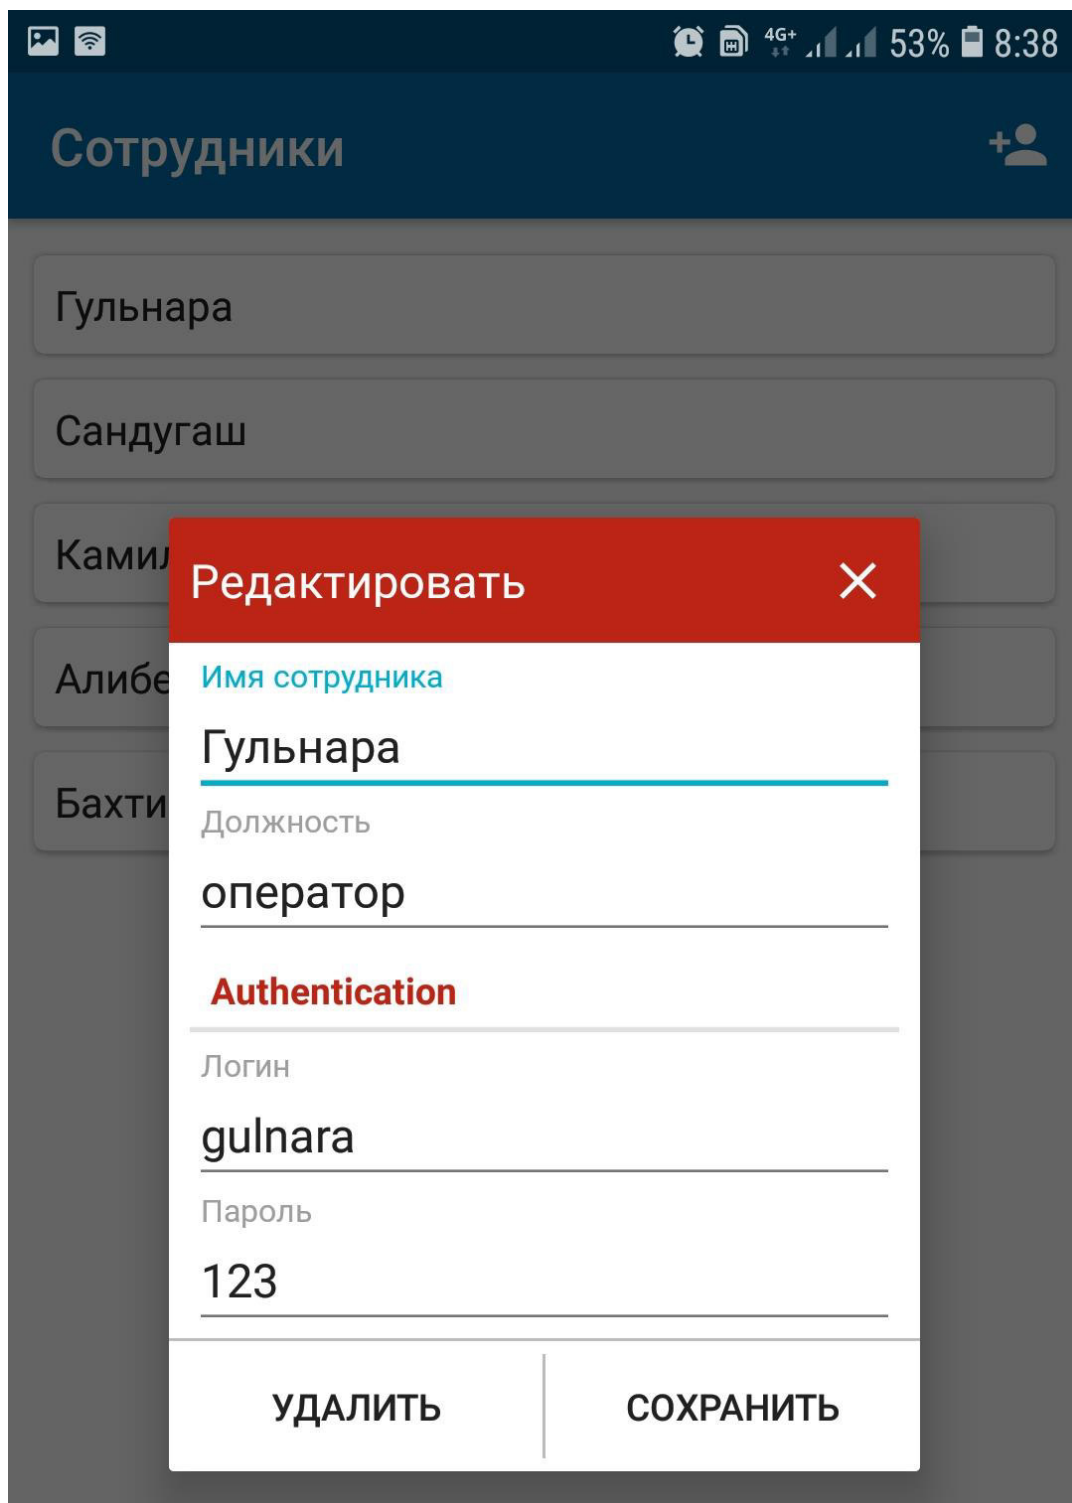 4G+ 53% 8:38
Сотрудники
Гульнара
Сандугаш
Редактировать
Имя сотрудника
Гульнара
Должность
оператор
Authentication
Логин
gulnara
Пароль
123
УДАЛИТЬ СОХРАНИТЬ